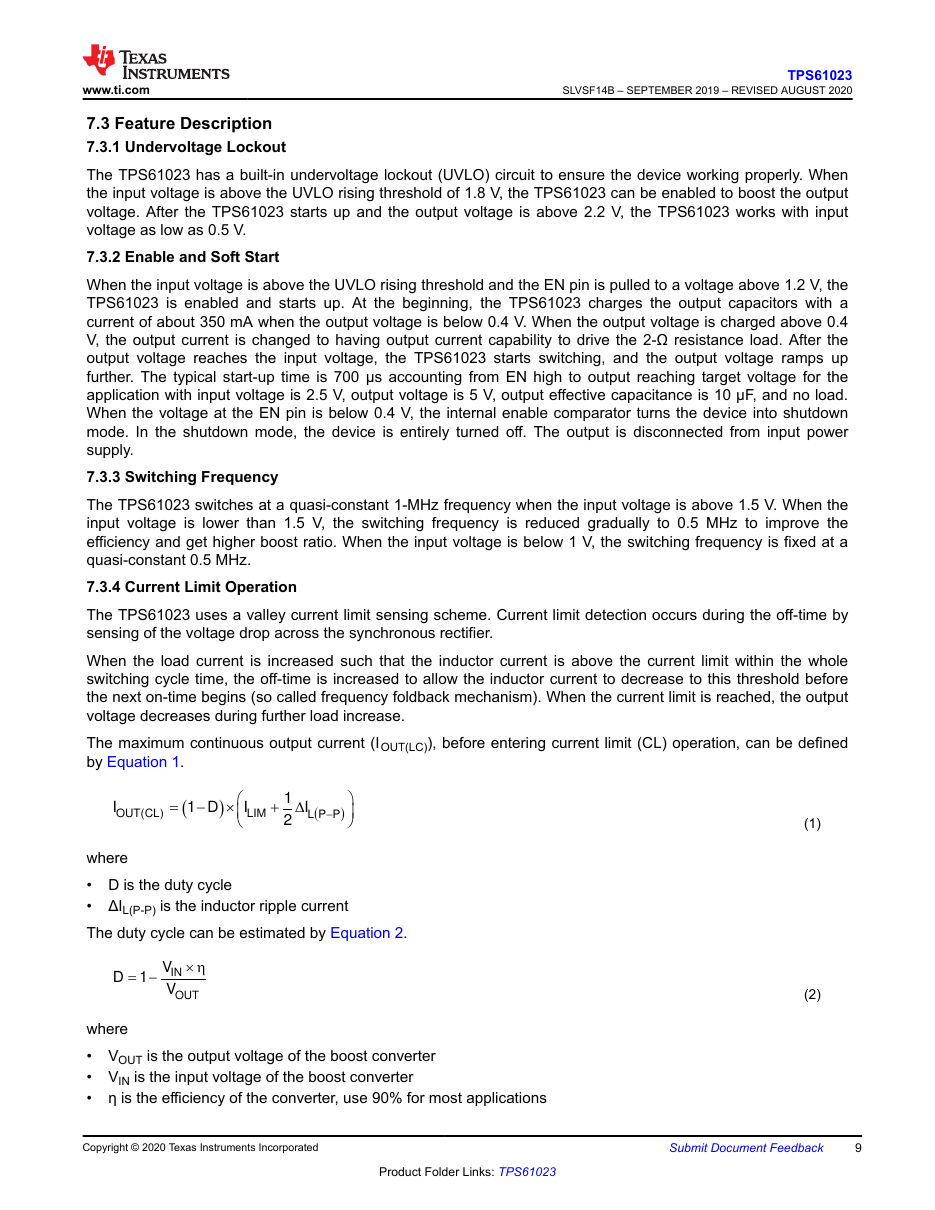 TEXAS
INSTRUMENTS
www.ti.com
TPS61023
SLVSF14B – SEPTEMBER 2019 – REVISED AUGUST 2020
7.3 Feature Description
7.3.1 Undervoltage Lockout
The TPS61023 has a built-in undervoltage lockout (UVLO) circuit to ensure the device working properly. When
the input voltage is above the UVLO rising threshold of 1.8 V, the TPS61023 can be enabled to boost the output
voltage. After the TPS61023 starts up and the output voltage is above 2.2 V, the TPS61023 works with input
voltage as low as 0.5 V.
7.3.2 Enable and Soft Start
When the input voltage is above the UVLO rising threshold and the EN pin is pulled to a voltage above 1.2 V, the
TPS61023 is enabled and starts up. At the beginning, the TPS61023 charges the output capacitors with a
current of about 350 mA when the output voltage is below 0.4 V. When the output voltage is charged above 0.4
V, the output current is changed to having output current capability to drive the 2-Ω resistance load. After the
output voltage reaches the input voltage, the TPS61023 starts switching, and the output voltage ramps up
further. The typical start-up time is 700 µs accounting from EN high to output reaching target voltage for the
application with input voltage is 2.5 V, output voltage is 5 V, output effective capacitance is 10 µF, and no load.
When the voltage at the EN pin is below 0.4 V, the internal enable comparator turns the device into shutdown
mode. In the shutdown mode, the device is entirely turned off. The output is disconnected from input power
supply.
7.3.3 Switching Frequency
The TPS61023 switches at a quasi-constant 1-MHz frequency when the input voltage is above 1.5 V. When the
input voltage is lower than 1.5 V, the switching frequency is reduced gradually to 0.5 MHz to improve the
efficiency and get higher boost ratio. When the input voltage is below 1 V, the switching frequency is fixed at a
quasi-constant 0.5 MHz.
7.3.4 Current Limit Operation
The TPS61023 uses a valley current limit sensing scheme. Current limit detection occurs during the off-time by
sensing of the voltage drop across the synchronous rectifier.
When the load current is increased such that the inductor current is above the current limit within the whole
switching cycle time, the off-time is increased to allow the inductor current to decrease to this threshold before
the next on-time begins (so called frequency foldback mechanism). When the current limit is reached, the output
voltage decreases during further load increase.
The maximum continuous output current (I OUT(LC)), before entering current limit (CL) operation, can be defined
by Equation 1.
I OUT(CL) = (1 − D) × (I LIM + 1/2 ΔI L(P−P))
(1)
where
• D is the duty cycle
• ΔI L(P-P) is the inductor ripple current
The duty cycle can be estimated by Equation 2.
D = 1 − V IN × η / V OUT
(2)
where
• V OUT is the output voltage of the boost converter
• V IN is the input voltage of the boost converter
• η is the efficiency of the converter, use 90% for most applications
Copyright © 2020 Texas Instruments Incorporated
Submit Document Feedback 9
Product Folder Links: TPS61023